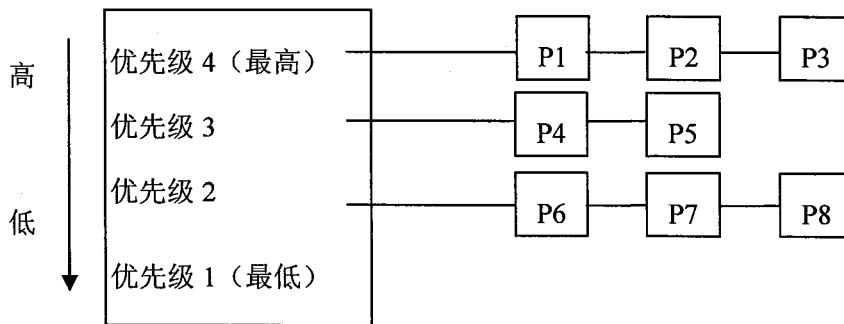 高
低
优先级 4（最高） P1 P2 P3
优先级 3 P4 P5
优先级 2 P6 P7 P8
优先级 1（最低）